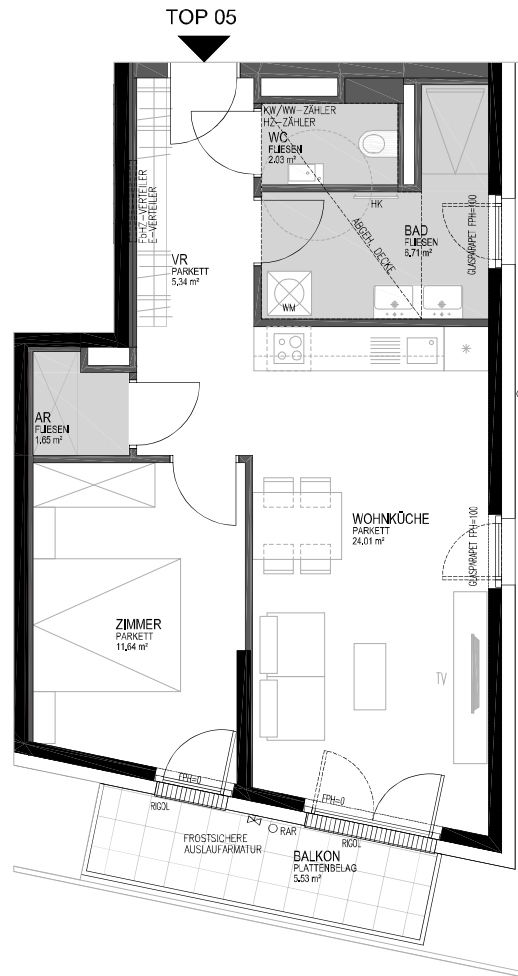 TOP 05
KW/WW-ZÄHLER
HZ-ZÄHLER
WC
FLIESEN
2.03 m²
FbHZ-VERTEILER
E-VERTEILER
HK
ABGEH. DECKE
BAD
FLIESEN
6.71 m²
GLASPARAPET FPH=100
VR
PARKETT
5.34 m²
WM
AR
FLIESEN
1.65 m²
WOHNKÜCHE
PARKETT
24.01 m²
GLASPARAPET FPH=100
ZIMMER
PARKETT
11.64 m²
TV
FPH=0
FPH=0
RIGOL
FROSTSICHERE
AUSLAUFARMATUR
RAR
RIGOL
BALKON
PLATTENBELAG
5.53 m²